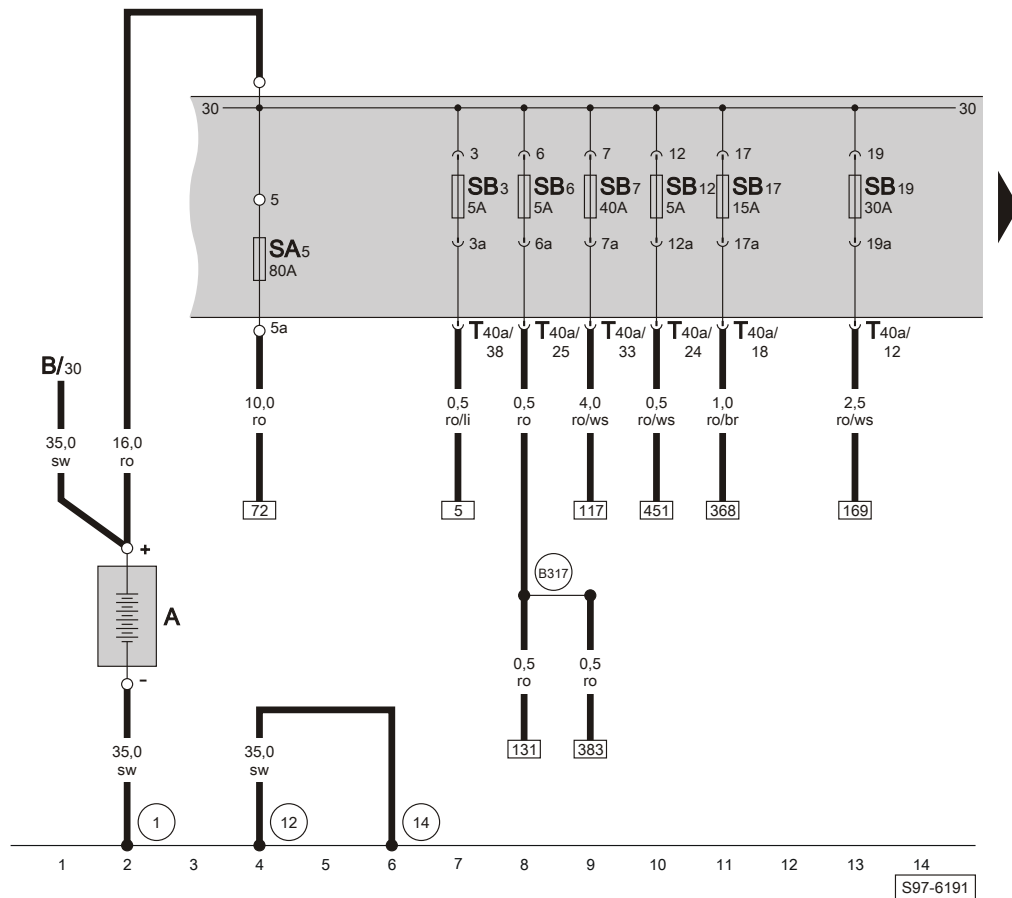 30 30
3 6 7 12 17 19
SB3 SB6 SB7 SB12 SB17 SB19
5A 5A 40A 5A 15A 30A
5
3a 6a 7a 12a 17a 19a
SA5
80A
5a
T40a/38 T40a/25 T40a/33 T40a/24 T40a/18 T40a/12
B/30
10,0 0,5 0,5 4,0 0,5 1,0 2,5
ro ro/li ro ro/ws ro/ws ro/br ro/ws
35,0 16,0
sw ro
72 5 117 451 368 169
+
B317
A
-
0,5 0,5
ro ro
131 383
35,0 35,0
sw sw
1 12 14
1 2 3 4 5 6 7 8 9 10 11 12 13 14
S97-6191